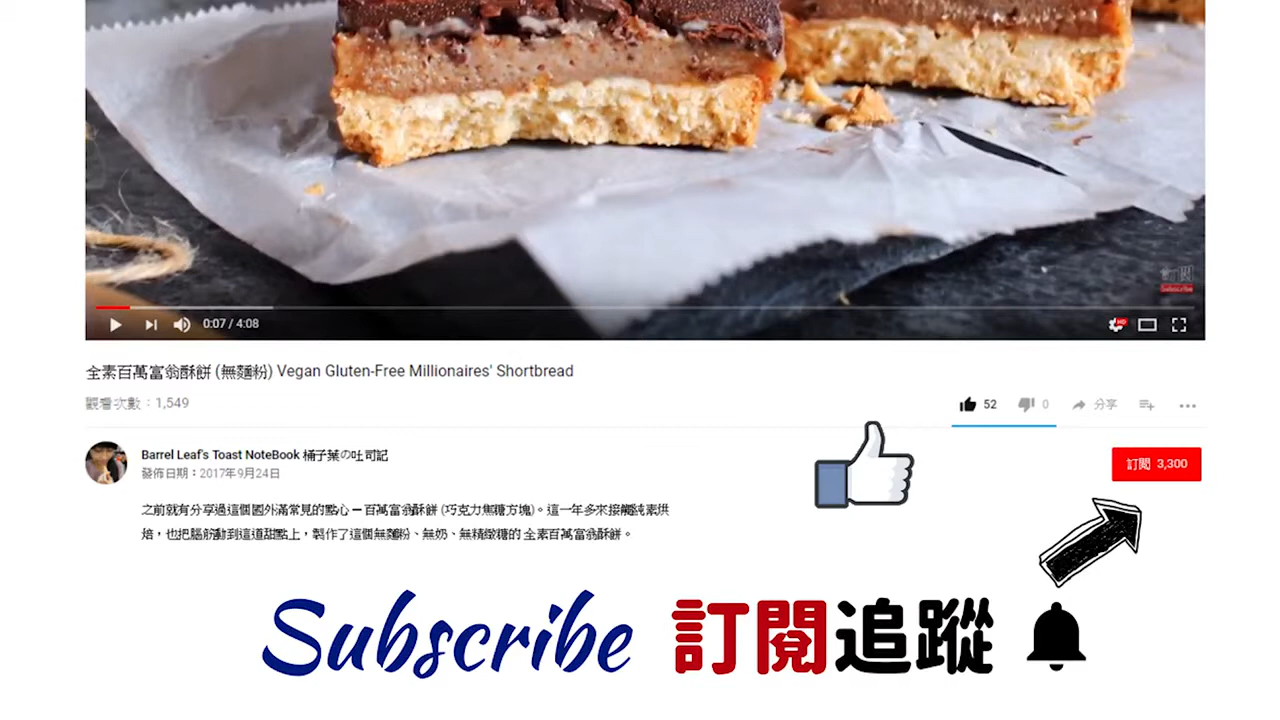 訂閱
Subscribe
0:07 / 4:08
HD
全素百萬富翁酥餅 (無麵粉) Vegan Gluten-Free Millionaires' Shortbread
觀看次數：1,549
52 0 分享
Barrel Leaf's Toast NoteBook 桶子葉の吐司記
發佈日期：2017年9月24日
訂閱 3,300
之前就有分享過這個國外滿常見的點心 – 百萬富翁酥餅 (巧克力焦糖方塊)。這一年多來接觸純素烘
焙，也把腦筋動到這道甜點上，製作了這個無麵粉、無奶、無精緻糖的 全素百萬富翁酥餅。
Subscribe 訂閱追蹤